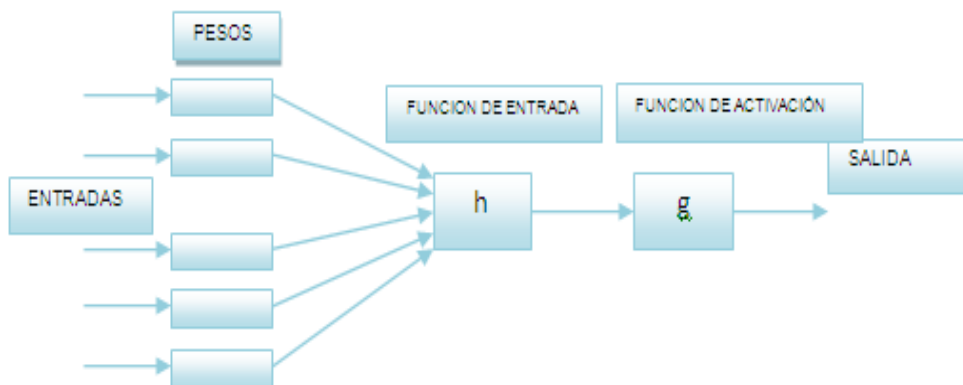 PESOS
FUNCION DE ENTRADA
FUNCION DE ACTIVACIÓN
SALIDA
ENTRADAS
h
g